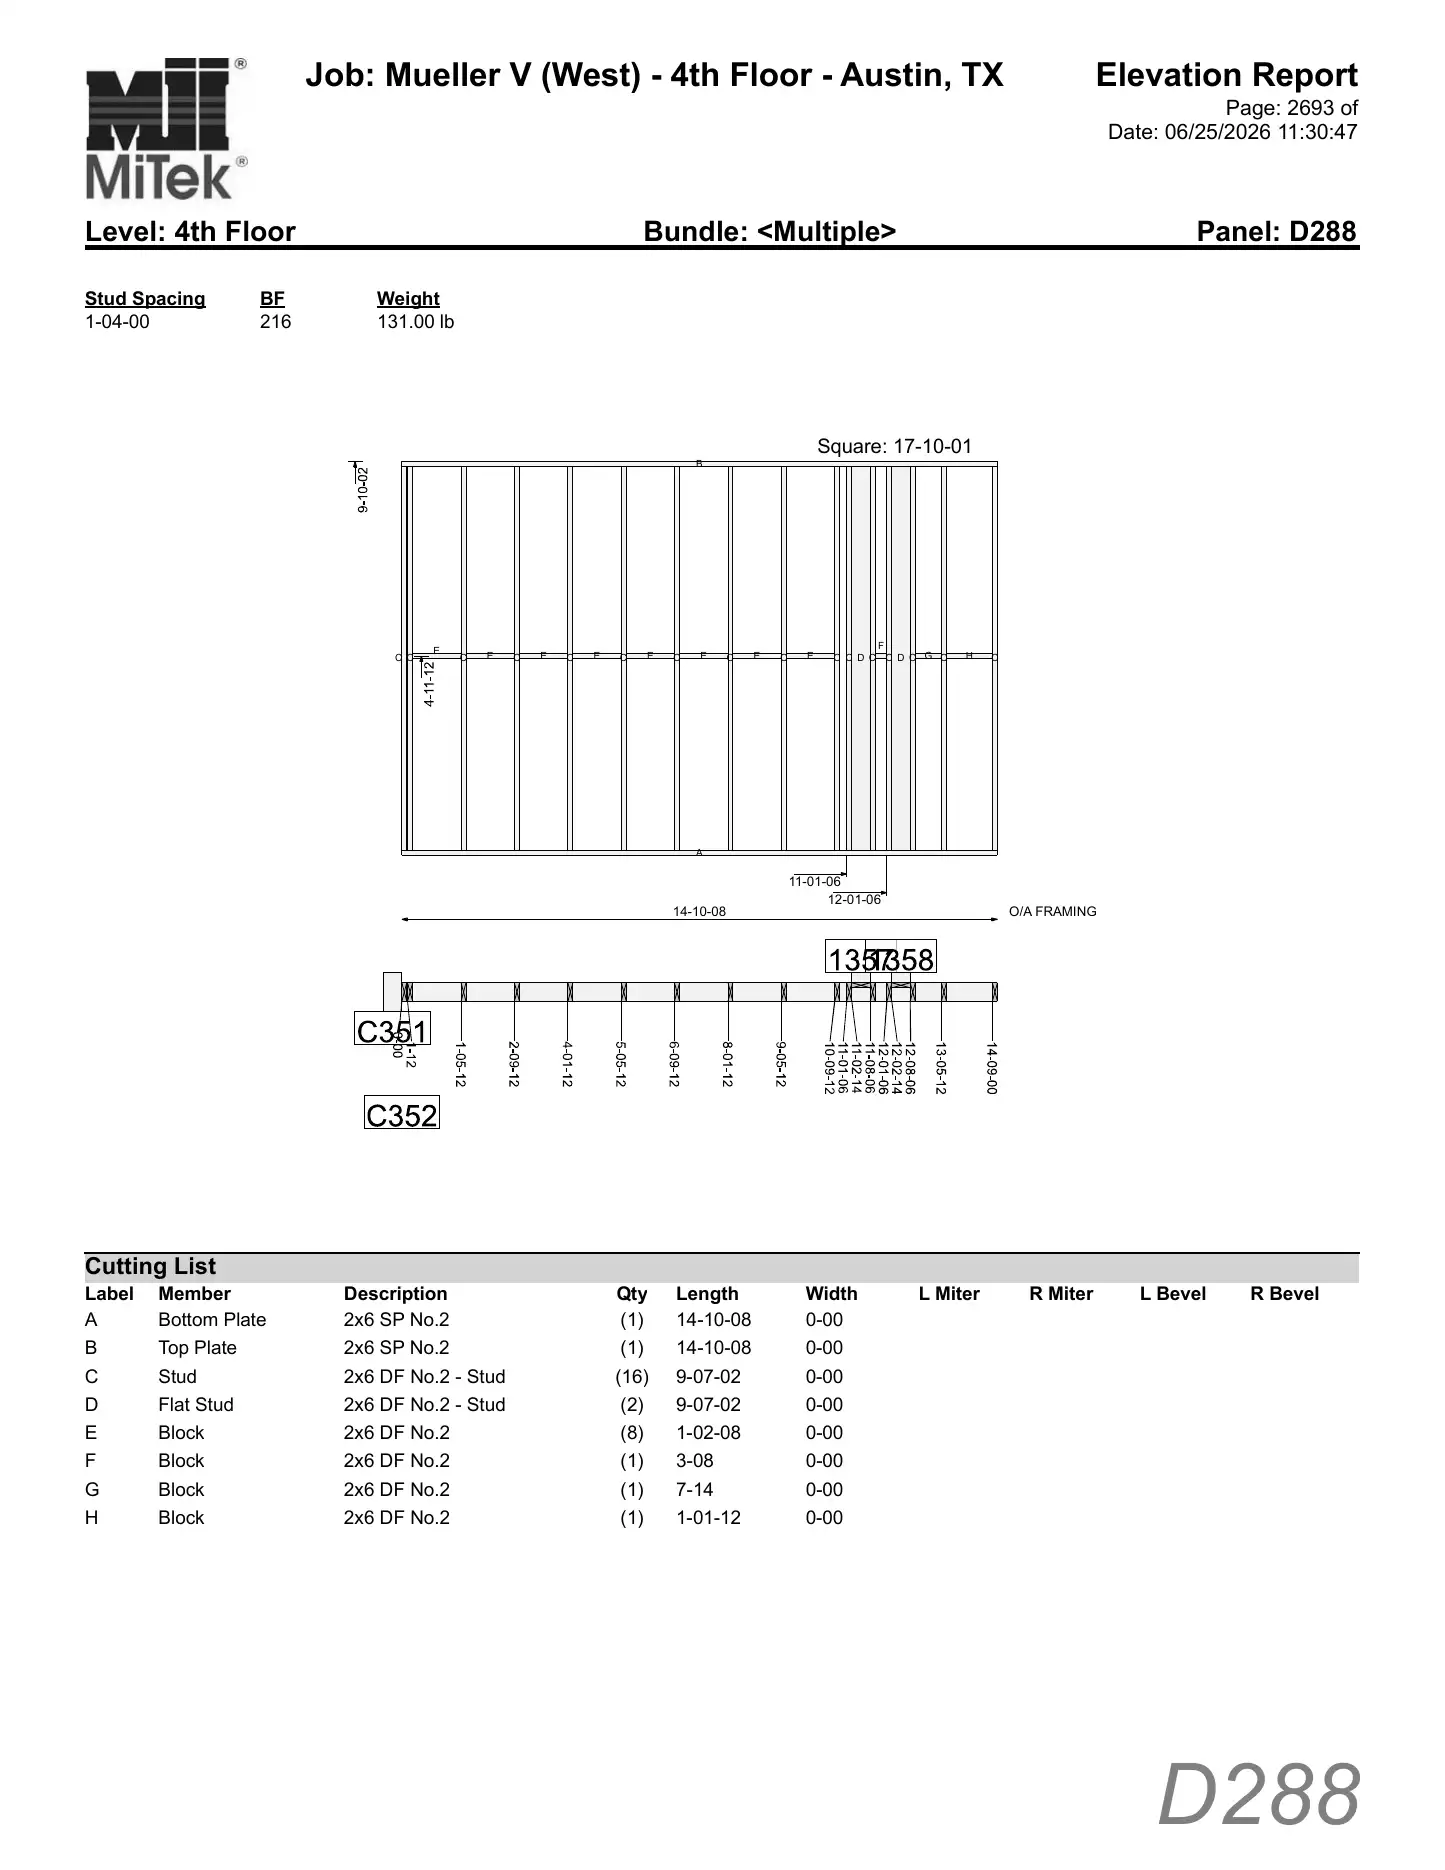 Job: Mueller V (West) - 4th Floor - Austin, TX
Elevation Report
Page: 2693 of
Date: 06/25/2026 11:30:47
MiTek®
Level: 4th Floor
Bundle: <Multiple>
Panel: D288
Stud Spacing BF Weight
1-04-00 216 131.00 lb
Square: 17-10-01
B
9-10-02
F
C E E E E E E E E D D G H
4-11-12
A
11-01-06
12-01-06
14-10-08
O/A FRAMING
1357 1358
C351
0-00
1-12
1-05-12
2-09-12
4-01-12
5-05-12
6-09-12
8-01-12
9-05-12
10-09-12
11-01-06
11-02-14
11-08-06
12-01-06
12-02-14
12-08-06
13-05-12
14-09-00
C352
Cutting List
Label Member Description Qty Length Width L Miter R Miter L Bevel R Bevel
A Bottom Plate 2x6 SP No.2 (1) 14-10-08 0-00
B Top Plate 2x6 SP No.2 (1) 14-10-08 0-00
C Stud 2x6 DF No.2 - Stud (16) 9-07-02 0-00
D Flat Stud 2x6 DF No.2 - Stud (2) 9-07-02 0-00
E Block 2x6 DF No.2 (8) 1-02-08 0-00
F Block 2x6 DF No.2 (1) 3-08 0-00
G Block 2x6 DF No.2 (1) 7-14 0-00
H Block 2x6 DF No.2 (1) 1-01-12 0-00
D288